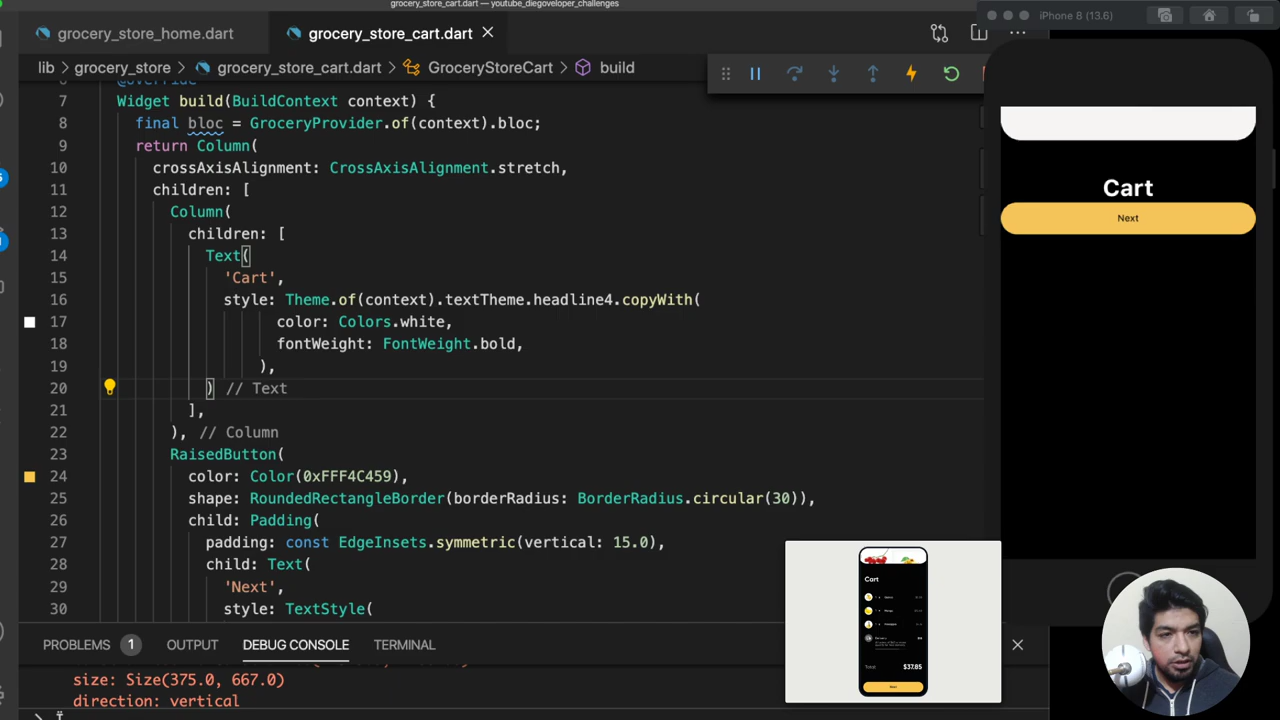 grocery_store_cart.dart — youtube_diegoveloper_challenges
grocery_store_home.dart
grocery_store_cart.dart
iPhone 8 (13.6)
lib > grocery_store > grocery_store_cart.dart > GroceryStoreCart > build
@override
7 Widget build(BuildContext context) {
8 final bloc = GroceryProvider.of(context).bloc;
9 return Column(
10 crossAxisAlignment: CrossAxisAlignment.stretch,
11 children: [
12 Column(
13 children: [
14 Text(
15 'Cart',
16 style: Theme.of(context).textTheme.headline4.copyWith(
17 color: Colors.white,
18 fontWeight: FontWeight.bold,
19 ),
20 ) // Text
21 ],
22 ), // Column
23 RaisedButton(
24 color: Color(0xFFF4C459),
25 shape: RoundedRectangleBorder(borderRadius: BorderRadius.circular(30)),
26 child: Padding(
27 padding: const EdgeInsets.symmetric(vertical: 15.0),
28 child: Text(
29 'Next',
30 style: TextStyle(
Cart
Next
PROBLEMS 1 OUTPUT DEBUG CONSOLE TERMINAL
size: Size(375.0, 667.0)
direction: vertical
Cart
Total:
$37.85
Next